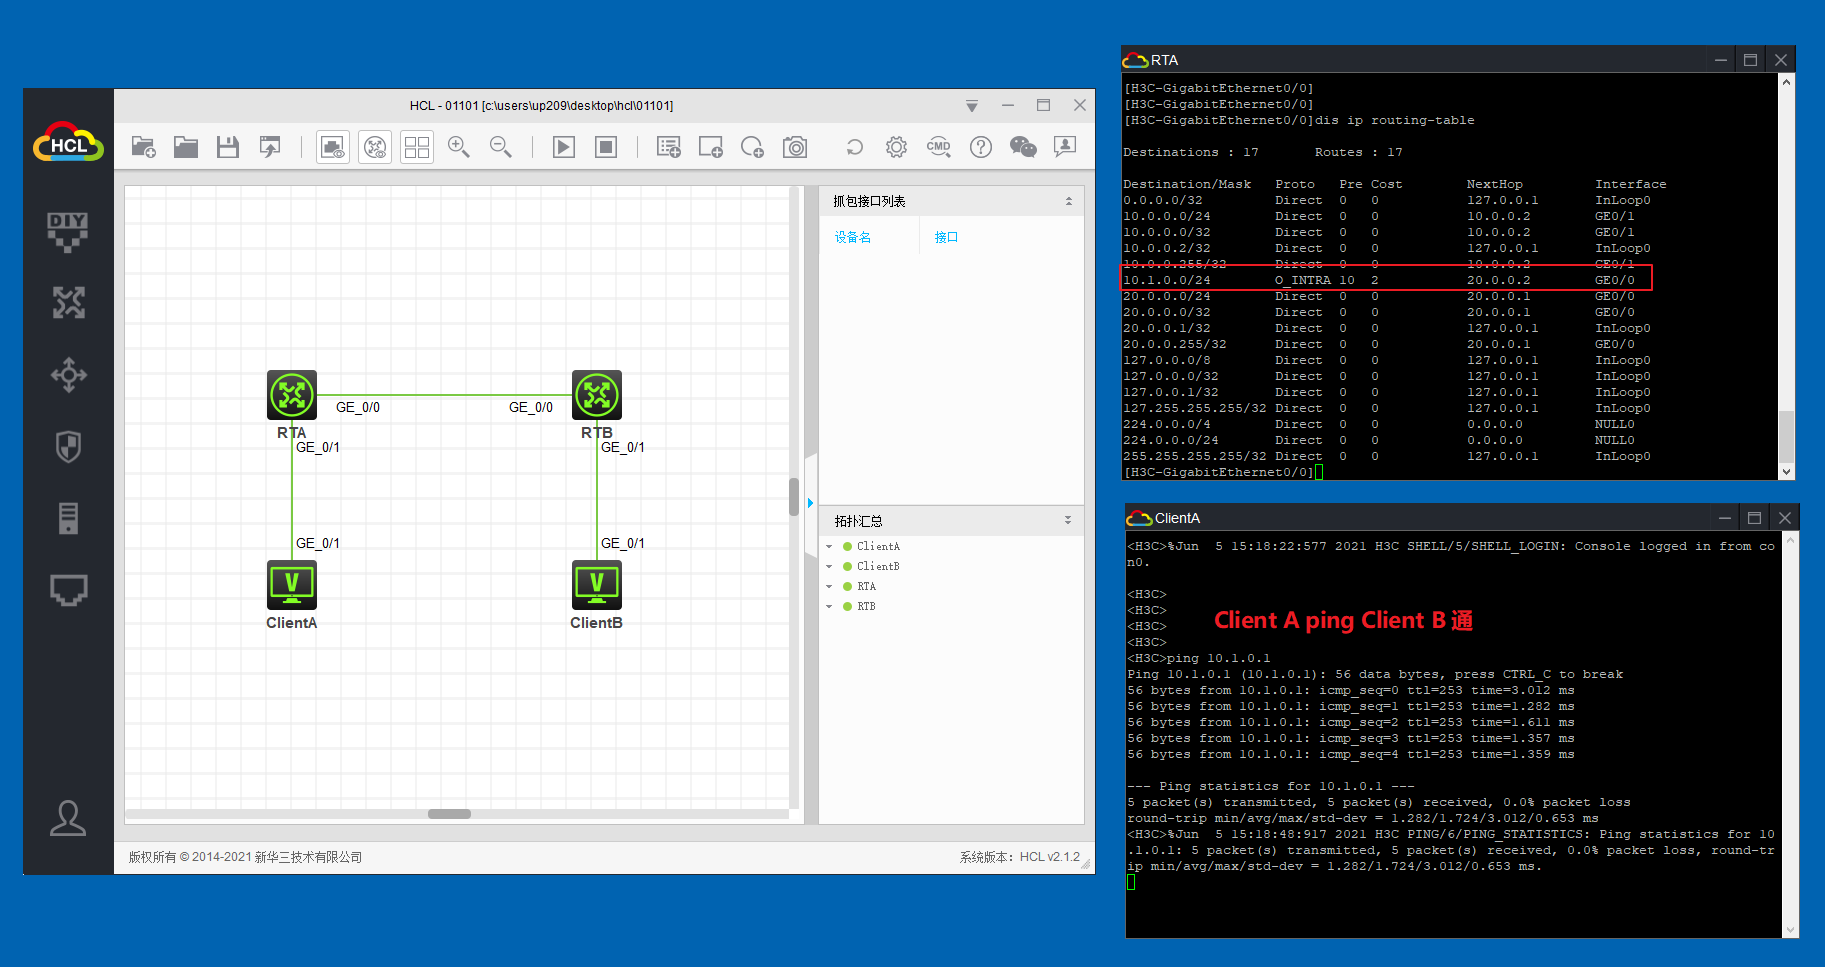 HCL - 01101 [c:\users\up209\desktop\hcl\01101]
HCL
DIY
CMD
抓包接口列表
设备名 接口
GE_0/0 GE_0/0
RTA RTB
GE_0/1 GE_0/1
GE_0/1 GE_0/1
V V
ClientA ClientB
拓扑汇总
ClientA
ClientB
RTA
RTB
版权所有 © 2014-2021 新华三技术有限公司
系统版本: HCL v2.1.2
RTA
[H3C-GigabitEthernet0/0]
[H3C-GigabitEthernet0/0]
[H3C-GigabitEthernet0/0]dis ip routing-table
Destinations : 17 Routes : 17
Destination/Mask Proto Pre Cost NextHop Interface
0.0.0.0/32 Direct 0 0 127.0.0.1 InLoop0
10.0.0.0/24 Direct 0 0 10.0.0.2 GE0/1
10.0.0.0/32 Direct 0 0 10.0.0.2 GE0/1
10.0.0.2/32 Direct 0 0 127.0.0.1 InLoop0
10.0.0.255/32 Direct 0 0 10.0.0.2 GE0/1
10.1.0.0/24 O_INTRA 10 2 20.0.0.2 GE0/0
20.0.0.0/24 Direct 0 0 20.0.0.1 GE0/0
20.0.0.0/32 Direct 0 0 20.0.0.1 GE0/0
20.0.0.1/32 Direct 0 0 127.0.0.1 InLoop0
20.0.0.255/32 Direct 0 0 20.0.0.1 GE0/0
127.0.0.0/8 Direct 0 0 127.0.0.1 InLoop0
127.0.0.0/32 Direct 0 0 127.0.0.1 InLoop0
127.0.0.1/32 Direct 0 0 127.0.0.1 InLoop0
127.255.255.255/32 Direct 0 0 127.0.0.1 InLoop0
224.0.0.0/4 Direct 0 0 0.0.0.0 NULL0
224.0.0.0/24 Direct 0 0 0.0.0.0 NULL0
255.255.255.255/32 Direct 0 0 127.0.0.1 InLoop0
[H3C-GigabitEthernet0/0]
ClientA
<H3C>%Jun  5 15:18:22:577 2021 H3C SHELL/5/SHELL_LOGIN: Console logged in from co
n0.
<H3C>
<H3C>
<H3C>
<H3C>
Client A ping Client B 通
<H3C>ping 10.1.0.1
Ping 10.1.0.1 (10.1.0.1): 56 data bytes, press CTRL_C to break
56 bytes from 10.1.0.1: icmp_seq=0 ttl=253 time=3.012 ms
56 bytes from 10.1.0.1: icmp_seq=1 ttl=253 time=1.282 ms
56 bytes from 10.1.0.1: icmp_seq=2 ttl=253 time=1.611 ms
56 bytes from 10.1.0.1: icmp_seq=3 ttl=253 time=1.357 ms
56 bytes from 10.1.0.1: icmp_seq=4 ttl=253 time=1.359 ms
--- Ping statistics for 10.1.0.1 ---
5 packet(s) transmitted, 5 packet(s) received, 0.0% packet loss
round-trip min/avg/max/std-dev = 1.282/1.724/3.012/0.653 ms
<H3C>%Jun  5 15:18:48:917 2021 H3C PING/6/PING_STATISTICS: Ping statistics for 10
.1.0.1: 5 packet(s) transmitted, 5 packet(s) received, 0.0% packet loss, round-tr
ip min/avg/max/std-dev = 1.282/1.724/3.012/0.653 ms.